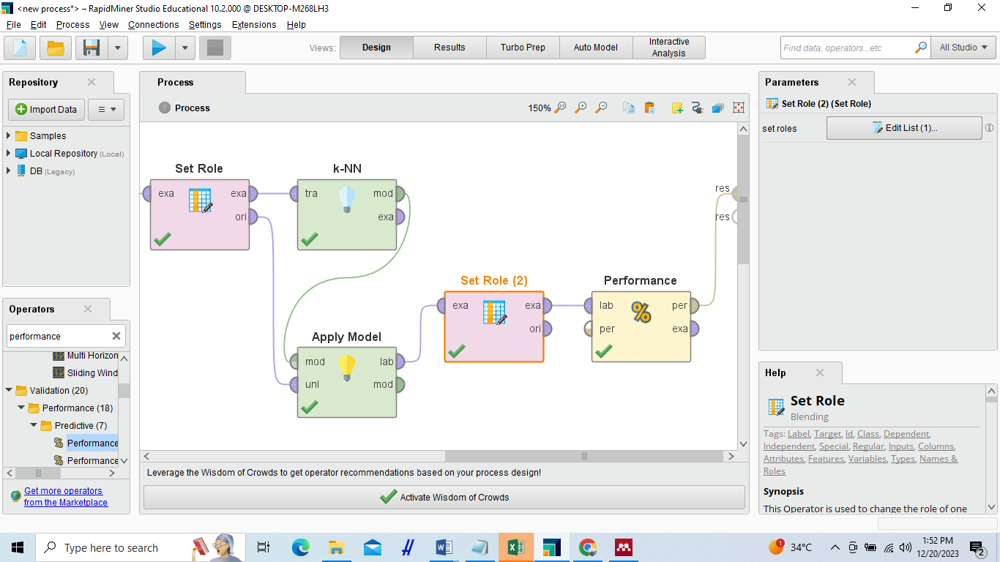 <new process*> – RapidMiner Studio Educational 10.2.000 @ DESKTOP-M268LH3
File Edit Process View Connections Settings Extensions Help
Views: Design Results Turbo Prep Auto Model Interactive Analysis
Find data, operators...etc All Studio
Repository
Import Data
Samples
Local Repository (Local)
DB (Legacy)
Operators
performance
Multi Horizon
Sliding Wind
Validation (20)
Performance (18)
Predictive (7)
Performance
Performance
Get more operators
from the Marketplace
Process
Process
150%
Set Role
exa exa
ori
k-NN
tra mod
exa
res
res
Set Role (2)
exa exa
ori
Performance
lab per
per exa
Apply Model
mod lab
unl mod
Leverage the Wisdom of Crowds to get operator recommendations based on your process design!
Activate Wisdom of Crowds
Parameters
Set Role (2) (Set Role)
set roles Edit List (1)...
Help
Set Role
Blending
Tags: Label, Target, Id, Class, Dependent,
Independent, Special, Regular, Inputs, Columns,
Attributes, Features, Variables, Types, Names &
Roles
Synopsis
This Operator is used to change the role of one
Type here to search
1
34°C
1:52 PM
12/20/2023
2